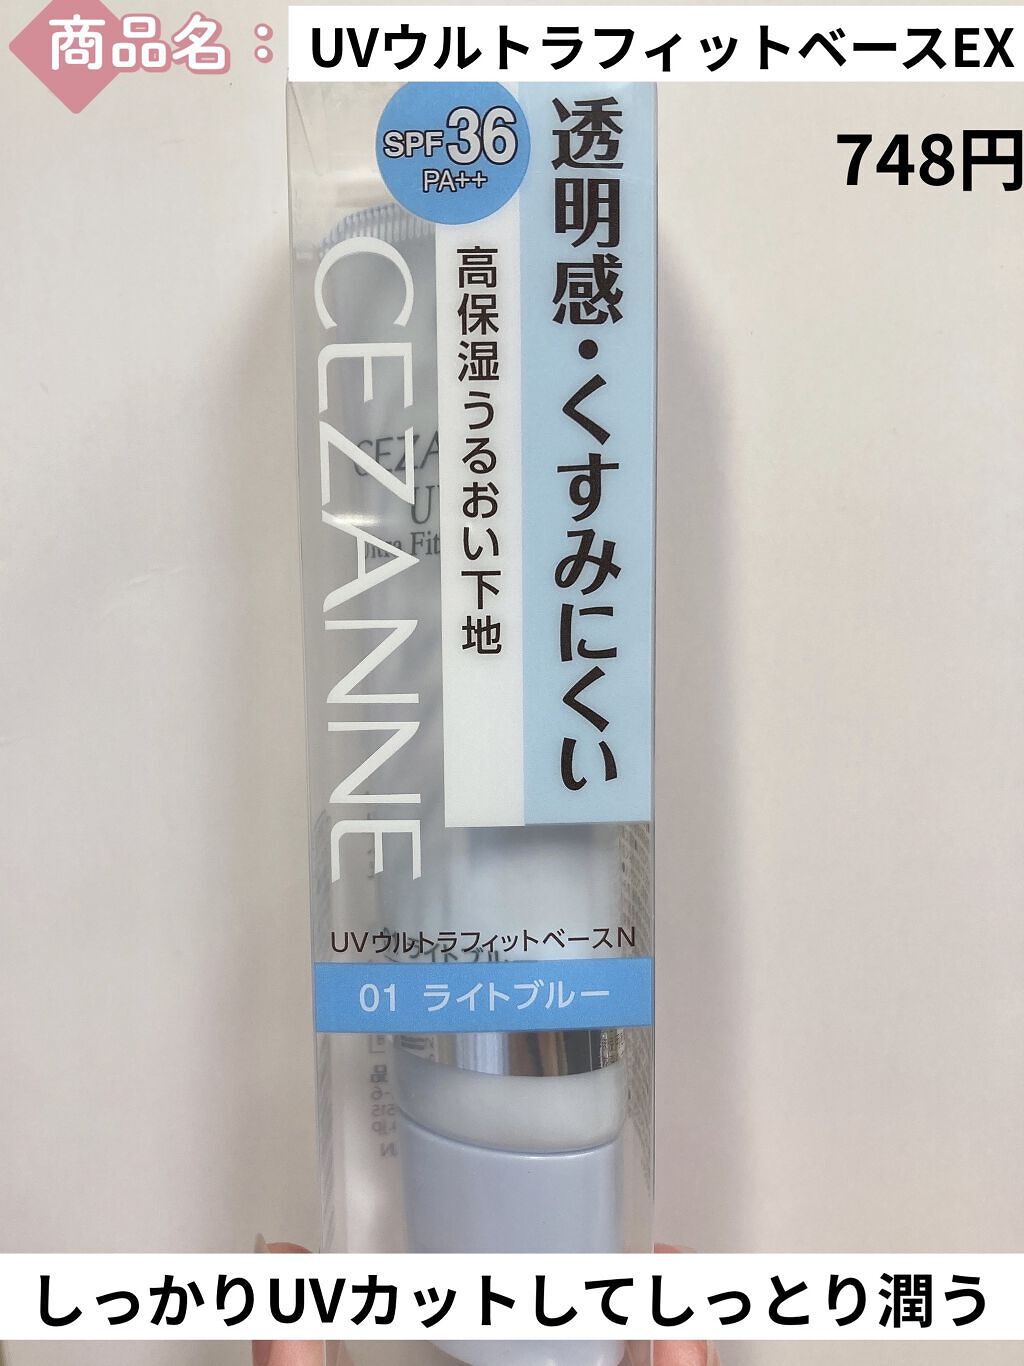 商品名：
UVウルトラフィットベースEX
748円
SPF36
PA++
透明感・くすみにくい
高保湿うるおい下地
CEZANNE
UVウルトラフィットベースN
01 ライトブルー
しっかりUVカットしてしっとり潤う